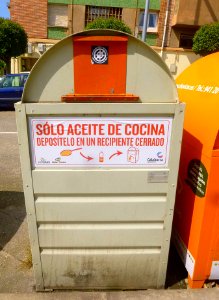 SÓLO ACEITE DE COCINA
DEPOSÍTELO EN UN RECIPIENTE CERRADO